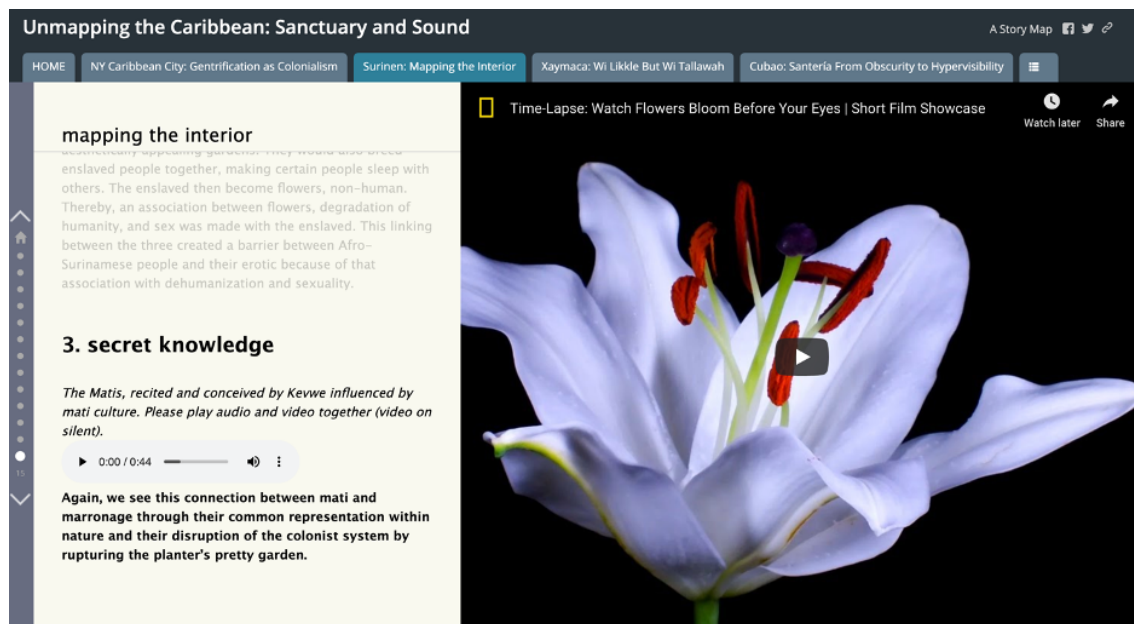 Unmapping the Caribbean: Sanctuary and Sound
A Story Map
HOME
NY Caribbean City: Gentrification as Colonialism
Surinen: Mapping the Interior
Xaymaca: Wi Likkle But Wi Tallawah
Cubao: Santería From Obscurity to Hypervisibility
mapping the interior
aesthetically appealing gardens. They would also breed
enslaved people together, making certain people sleep with
others. The enslaved then become flowers, non-human.
Thereby, an association between flowers, degradation of
humanity, and sex was made with the enslaved. This linking
between the three created a barrier between Afro-
Surinamese people and their erotic because of that
association with dehumanization and sexuality.
3. secret knowledge
The Matis, recited and conceived by Kevwe influenced by
mati culture. Please play audio and video together (video on
silent).
0:00 / 0:44
Again, we see this connection between mati and
marronage through their common representation within
nature and their disruption of the colonist system by
rupturing the planter's pretty garden.
15
Time-Lapse: Watch Flowers Bloom Before Your Eyes | Short Film Showcase
Watch later
Share